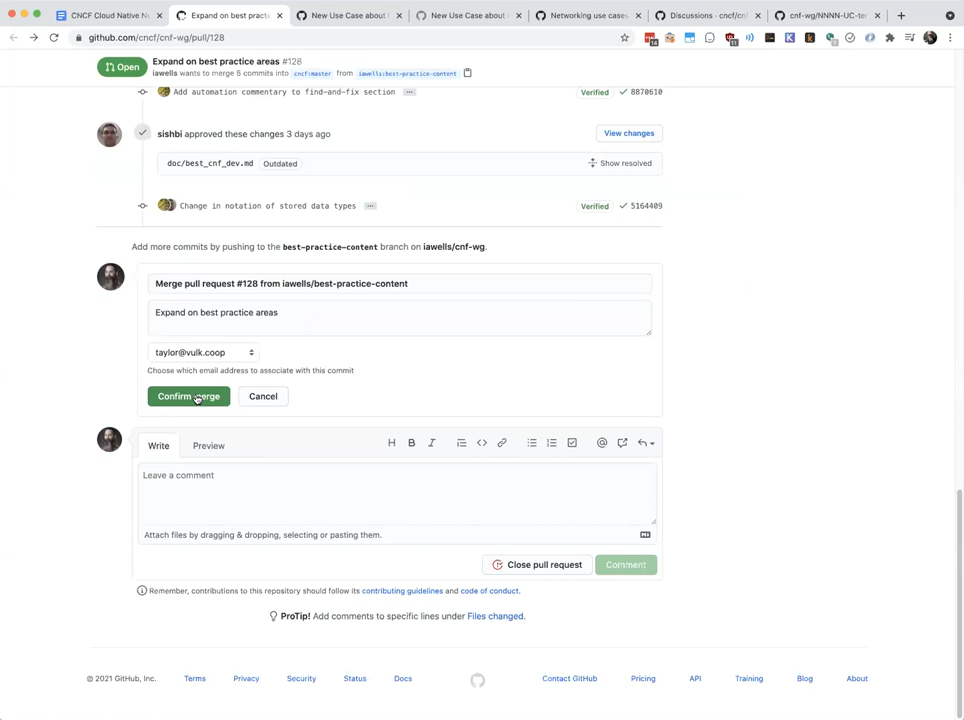 CNCF Cloud Native Ne
Expand on best practi
New Use Case about
New Use Case about
Networking use cases
Discussions · cncf/cnf
cnf-wg/NNNN-UC-te
github.com/cncf/cnf-wg/pull/128
Open
Expand on best practice areas #128
iawells wants to merge 6 commits into cncf:master from iawells:best-practice-content
Add automation commentary to find-and-fix section
Verified
8870610
sishbi approved these changes 3 days ago
View changes
doc/best_cnf_dev.md
Outdated
Show resolved
Change in notation of stored data types
Verified
5164409
Add more commits by pushing to the best-practice-content branch on iawells/cnf-wg.
Merge pull request #128 from iawells/best-practice-content
Expand on best practice areas
taylor@vulk.coop
Choose which email address to associate with this commit
Confirm merge
Cancel
Write
Preview
Leave a comment
Attach files by dragging & dropping, selecting or pasting them.
Close pull request
Comment
Remember, contributions to this repository should follow its contributing guidelines and code of conduct.
ProTip! Add comments to specific lines under Files changed.
© 2021 GitHub, Inc.
Terms
Privacy
Security
Status
Docs
Contact GitHub
Pricing
API
Training
Blog
About